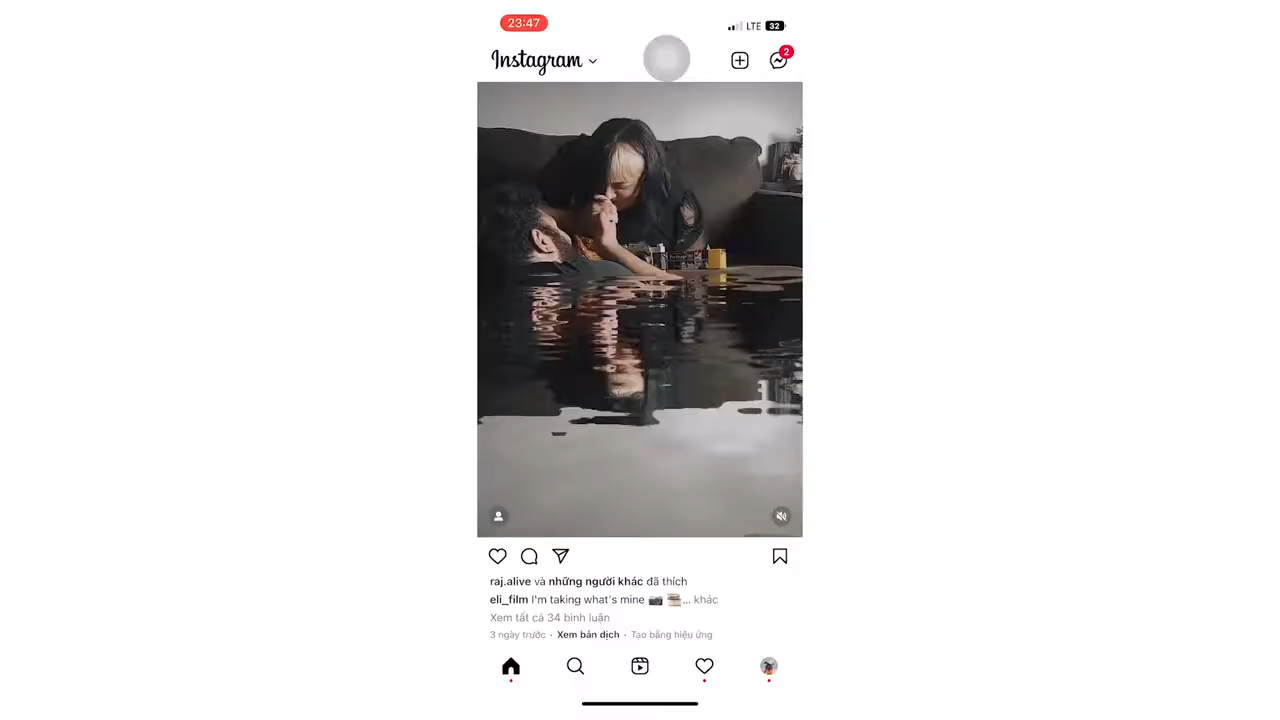 23:47
LTE 32
Instagram
2
raj.alive và những người khác đã thích
eli_film I'm taking what's mine 📷 ... khác
Xem tất cả 34 bình luận
3 ngày trước · Xem bản dịch · Tạo bằng hiệu ứng